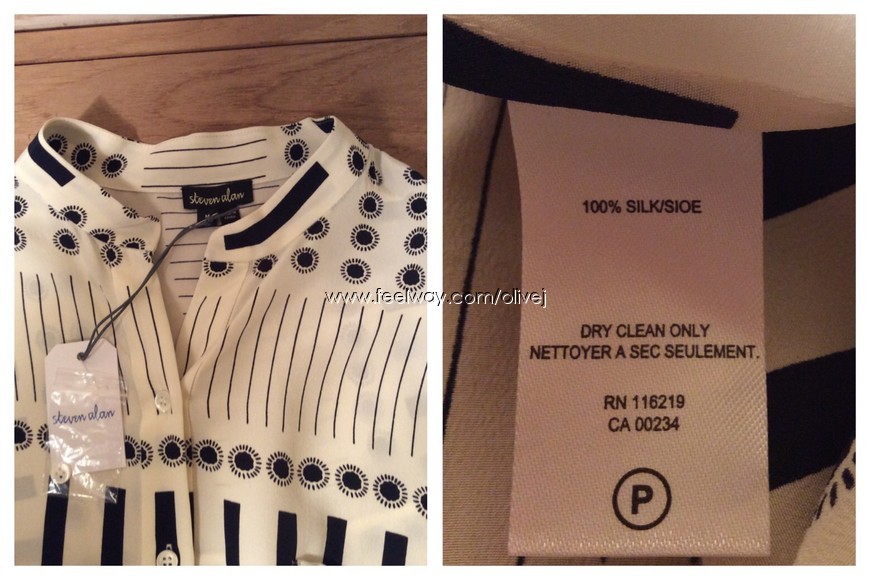 steven alan
steven alan
www.feelway.com/olivej
100% SILK/SIOE
DRY CLEAN ONLY
NETTOYER A SEC SEULEMENT.
RN 116219
CA 00234
P